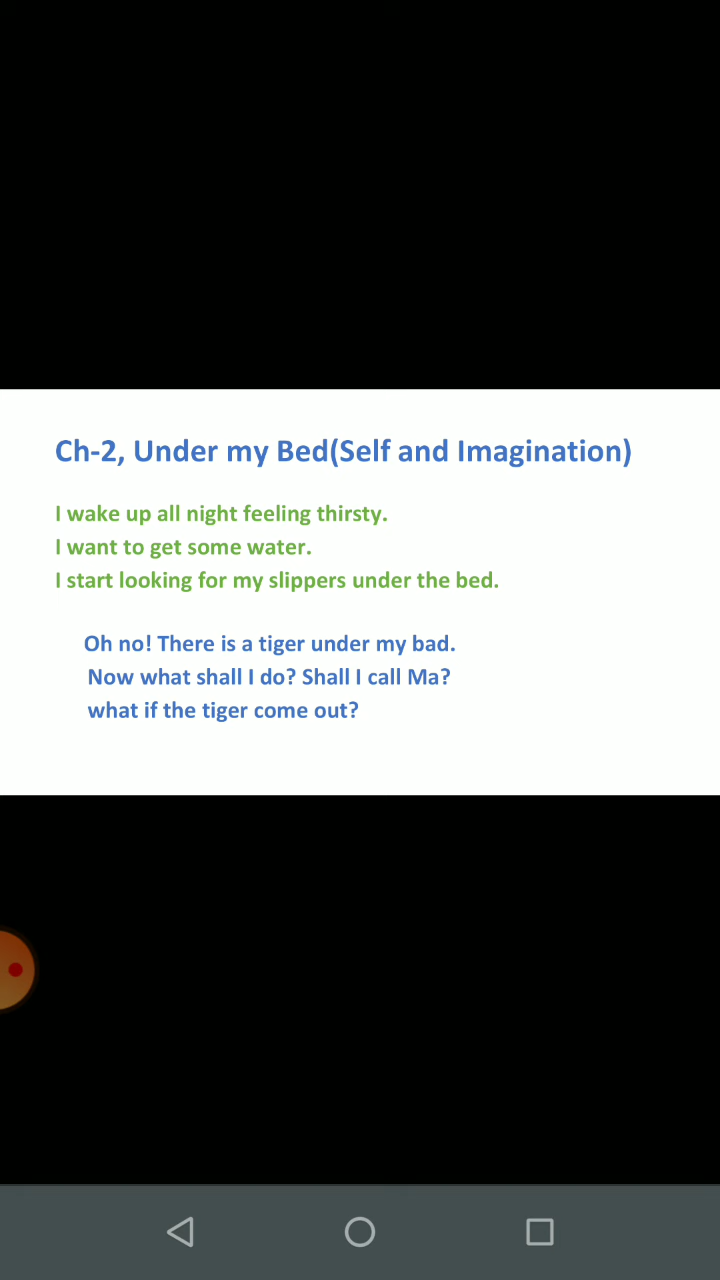 Ch-2, Under my Bed(Self and Imagination)
I wake up all night feeling thirsty.
I want to get some water.
I start looking for my slippers under the bed.
Oh no! There is a tiger under my bad.
Now what shall I do? Shall I call Ma?
what if the tiger come out?